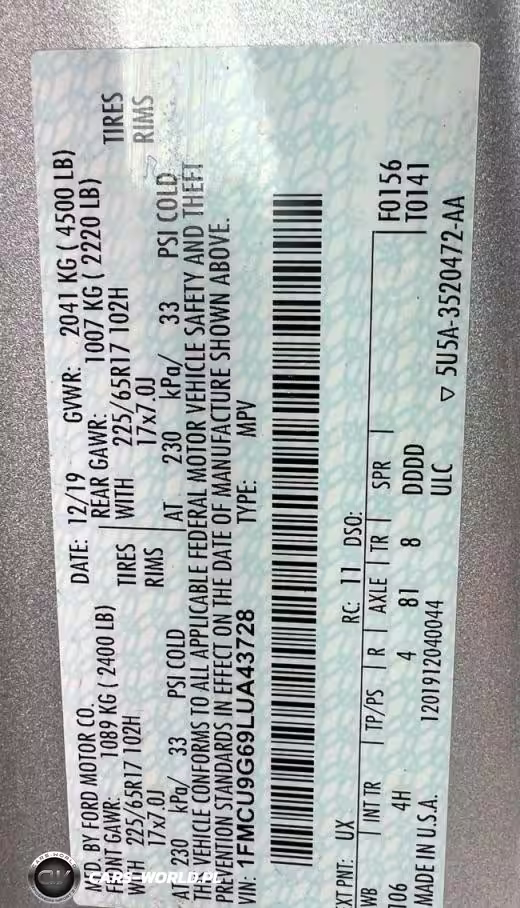 MFD. BY FORD MOTOR CO.
DATE: 12/19 GVWR: 2041 KG ( 4500 LB)
FRONT GAWR: 1089 KG ( 2400 LB)
REAR GAWR: 1007 KG ( 2220 LB)
WITH 225/65R17 102H TIRES
WITH 225/65R17 102H TIRES
17x7.0J RIMS
17x7.0J RIMS
AT 230 kPa/ 33 PSI COLD
AT 230 kPa/ 33 PSI COLD
THIS VEHICLE CONFORMS TO ALL APPLICABLE FEDERAL MOTOR VEHICLE SAFETY AND THEFT
PREVENTION STANDARDS IN EFFECT ON THE DATE OF MANUFACTURE SHOWN ABOVE.
VIN: 1FMCU9G69LUA43728 TYPE: MPV
EXT PNT: UX RC: 11 DSO:
F0156
T0141
WB INT TR TP/PS R AXLE TR SPR
106 4H 4 81 8 DDDD
MADE IN U.S.A. 1201912040044 ULC
▽ 5U5A-3520472-AA
CARS-WORLD
CW
CARS-WORLD.PL